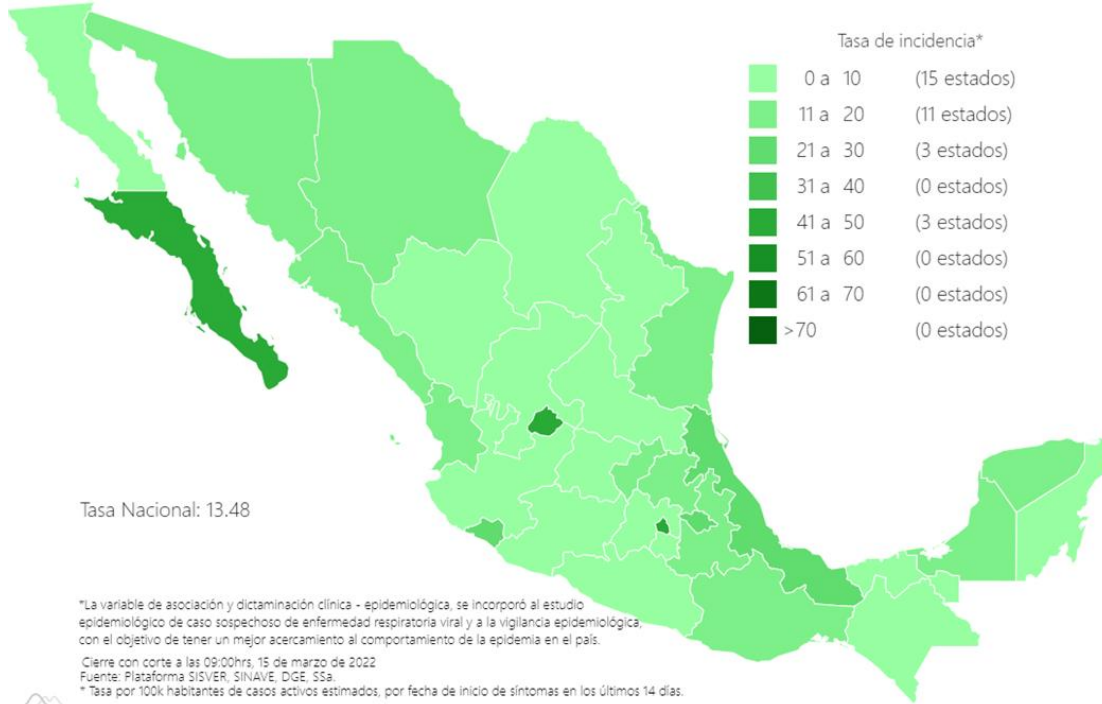 Tasa de incidencia*
0 a 10 (15 estados)
11 a 20 (11 estados)
21 a 30 (3 estados)
31 a 40 (0 estados)
41 a 50 (3 estados)
51 a 60 (0 estados)
61 a 70 (0 estados)
>70 (0 estados)
Tasa Nacional: 13.48
*La variable de asociación y dictaminación clínica - epidemiológica, se incorporó al estudio
epidemiológico de caso sospechoso de enfermedad respiratoria viral y a la vigilancia epidemiológica,
con el objetivo de tener un mejor acercamiento al comportamiento de la epidemia en el país.
Cierre con corte a las 09:00hrs, 15 de marzo de 2022
Fuente: Plataforma SISVER, SINAVE, DGE, SSa.
* Tasa por 100k habitantes de casos activos estimados, por fecha de inicio de síntomas en los últimos 14 días.